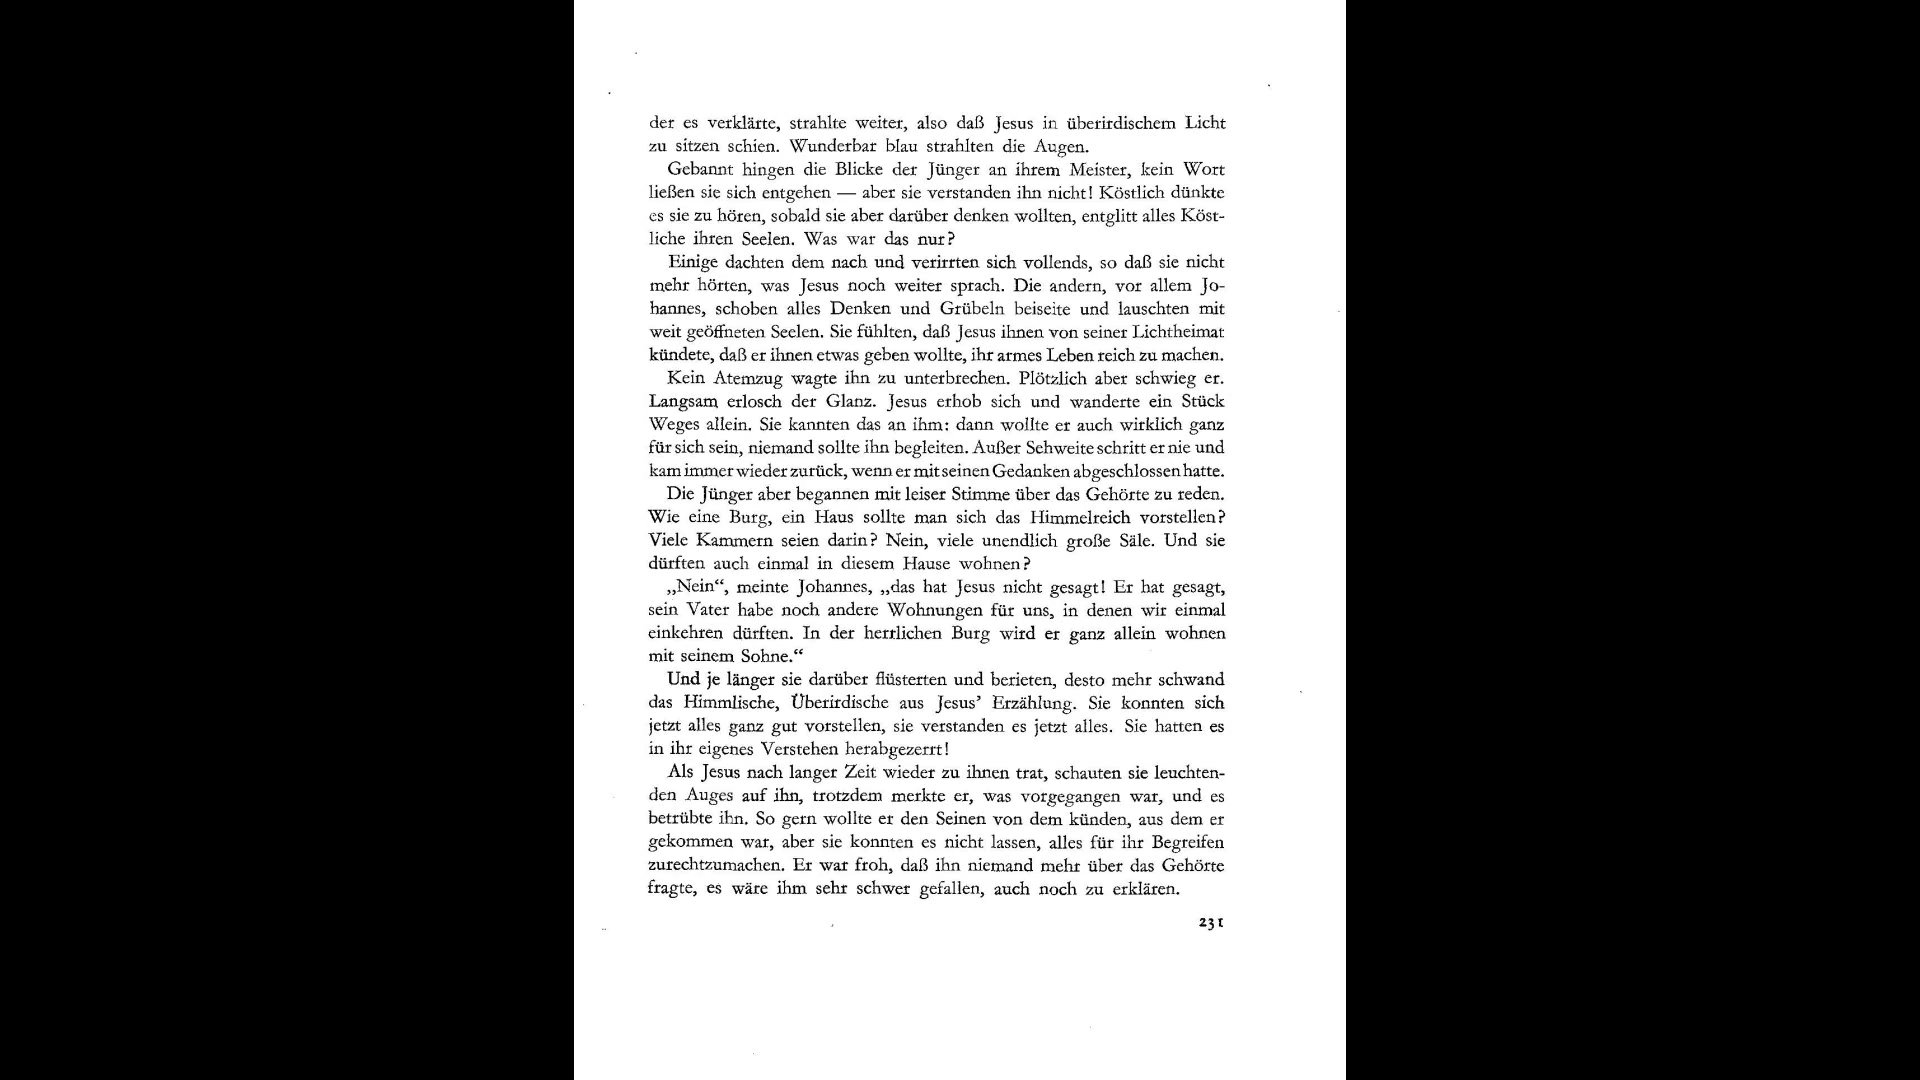 der es verklärte, strahlte weiter, also daß Jesus in überirdischem Licht
zu sitzen schien. Wunderbar blau strahlten die Augen.
Gebannt hingen die Blicke der Jünger an ihrem Meister, kein Wort
ließen sie sich entgehen — aber sie verstanden ihn nicht! Köstlich dünkte
es sie zu hören, sobald sie aber darüber denken wollten, entglitt alles Köst-
liche ihren Seelen. Was war das nur?
Einige dachten dem nach und verirrten sich vollends, so daß sie nicht
mehr hörten, was Jesus noch weiter sprach. Die andern, vor allem Jo-
hannes, schoben alles Denken und Grübeln beiseite und lauschten mit
weit geöffneten Seelen. Sie fühlten, daß Jesus ihnen von seiner Lichtheimat
kündete, daß er ihnen etwas geben wollte, ihr armes Leben reich zu machen.
Kein Atemzug wagte ihn zu unterbrechen. Plötzlich aber schwieg er.
Langsam erlosch der Glanz. Jesus erhob sich und wanderte ein Stück
Weges allein. Sie kannten das an ihm: dann wollte er auch wirklich ganz
für sich sein, niemand sollte ihn begleiten. Außer Sehweite schritt er nie und
kam immer wieder zurück, wenn er mit seinen Gedanken abgeschlossen hatte.
Die Jünger aber begannen mit leiser Stimme über das Gehörte zu reden.
Wie eine Burg, ein Haus sollte man sich das Himmelreich vorstellen?
Viele Kammern seien darin? Nein, viele unendlich große Säle. Und sie
dürften auch einmal in diesem Hause wohnen?
„Nein“, meinte Johannes, „das hat Jesus nicht gesagt! Er hat gesagt,
sein Vater habe noch andere Wohnungen für uns, in denen wir einmal
einkehren dürften. In der herrlichen Burg wird er ganz allein wohnen
mit seinem Sohne.“
Und je länger sie darüber flüsterten und berieten, desto mehr schwand
das Himmlische, Überirdische aus Jesus’ Erzählung. Sie konnten sich
jetzt alles ganz gut vorstellen, sie verstanden es jetzt alles. Sie hatten es
in ihr eigenes Verstehen herabgezerrt!
Als Jesus nach langer Zeit wieder zu ihnen trat, schauten sie leuchten-
den Auges auf ihn, trotzdem merkte er, was vorgegangen war, und es
betrübte ihn. So gern wollte er den Seinen von dem künden, aus dem er
gekommen war, aber sie konnten es nicht lassen, alles für ihr Begreifen
zurechtzumachen. Er war froh, daß ihn niemand mehr über das Gehörte
fragte, es wäre ihm sehr schwer gefallen, auch noch zu erklären.
231